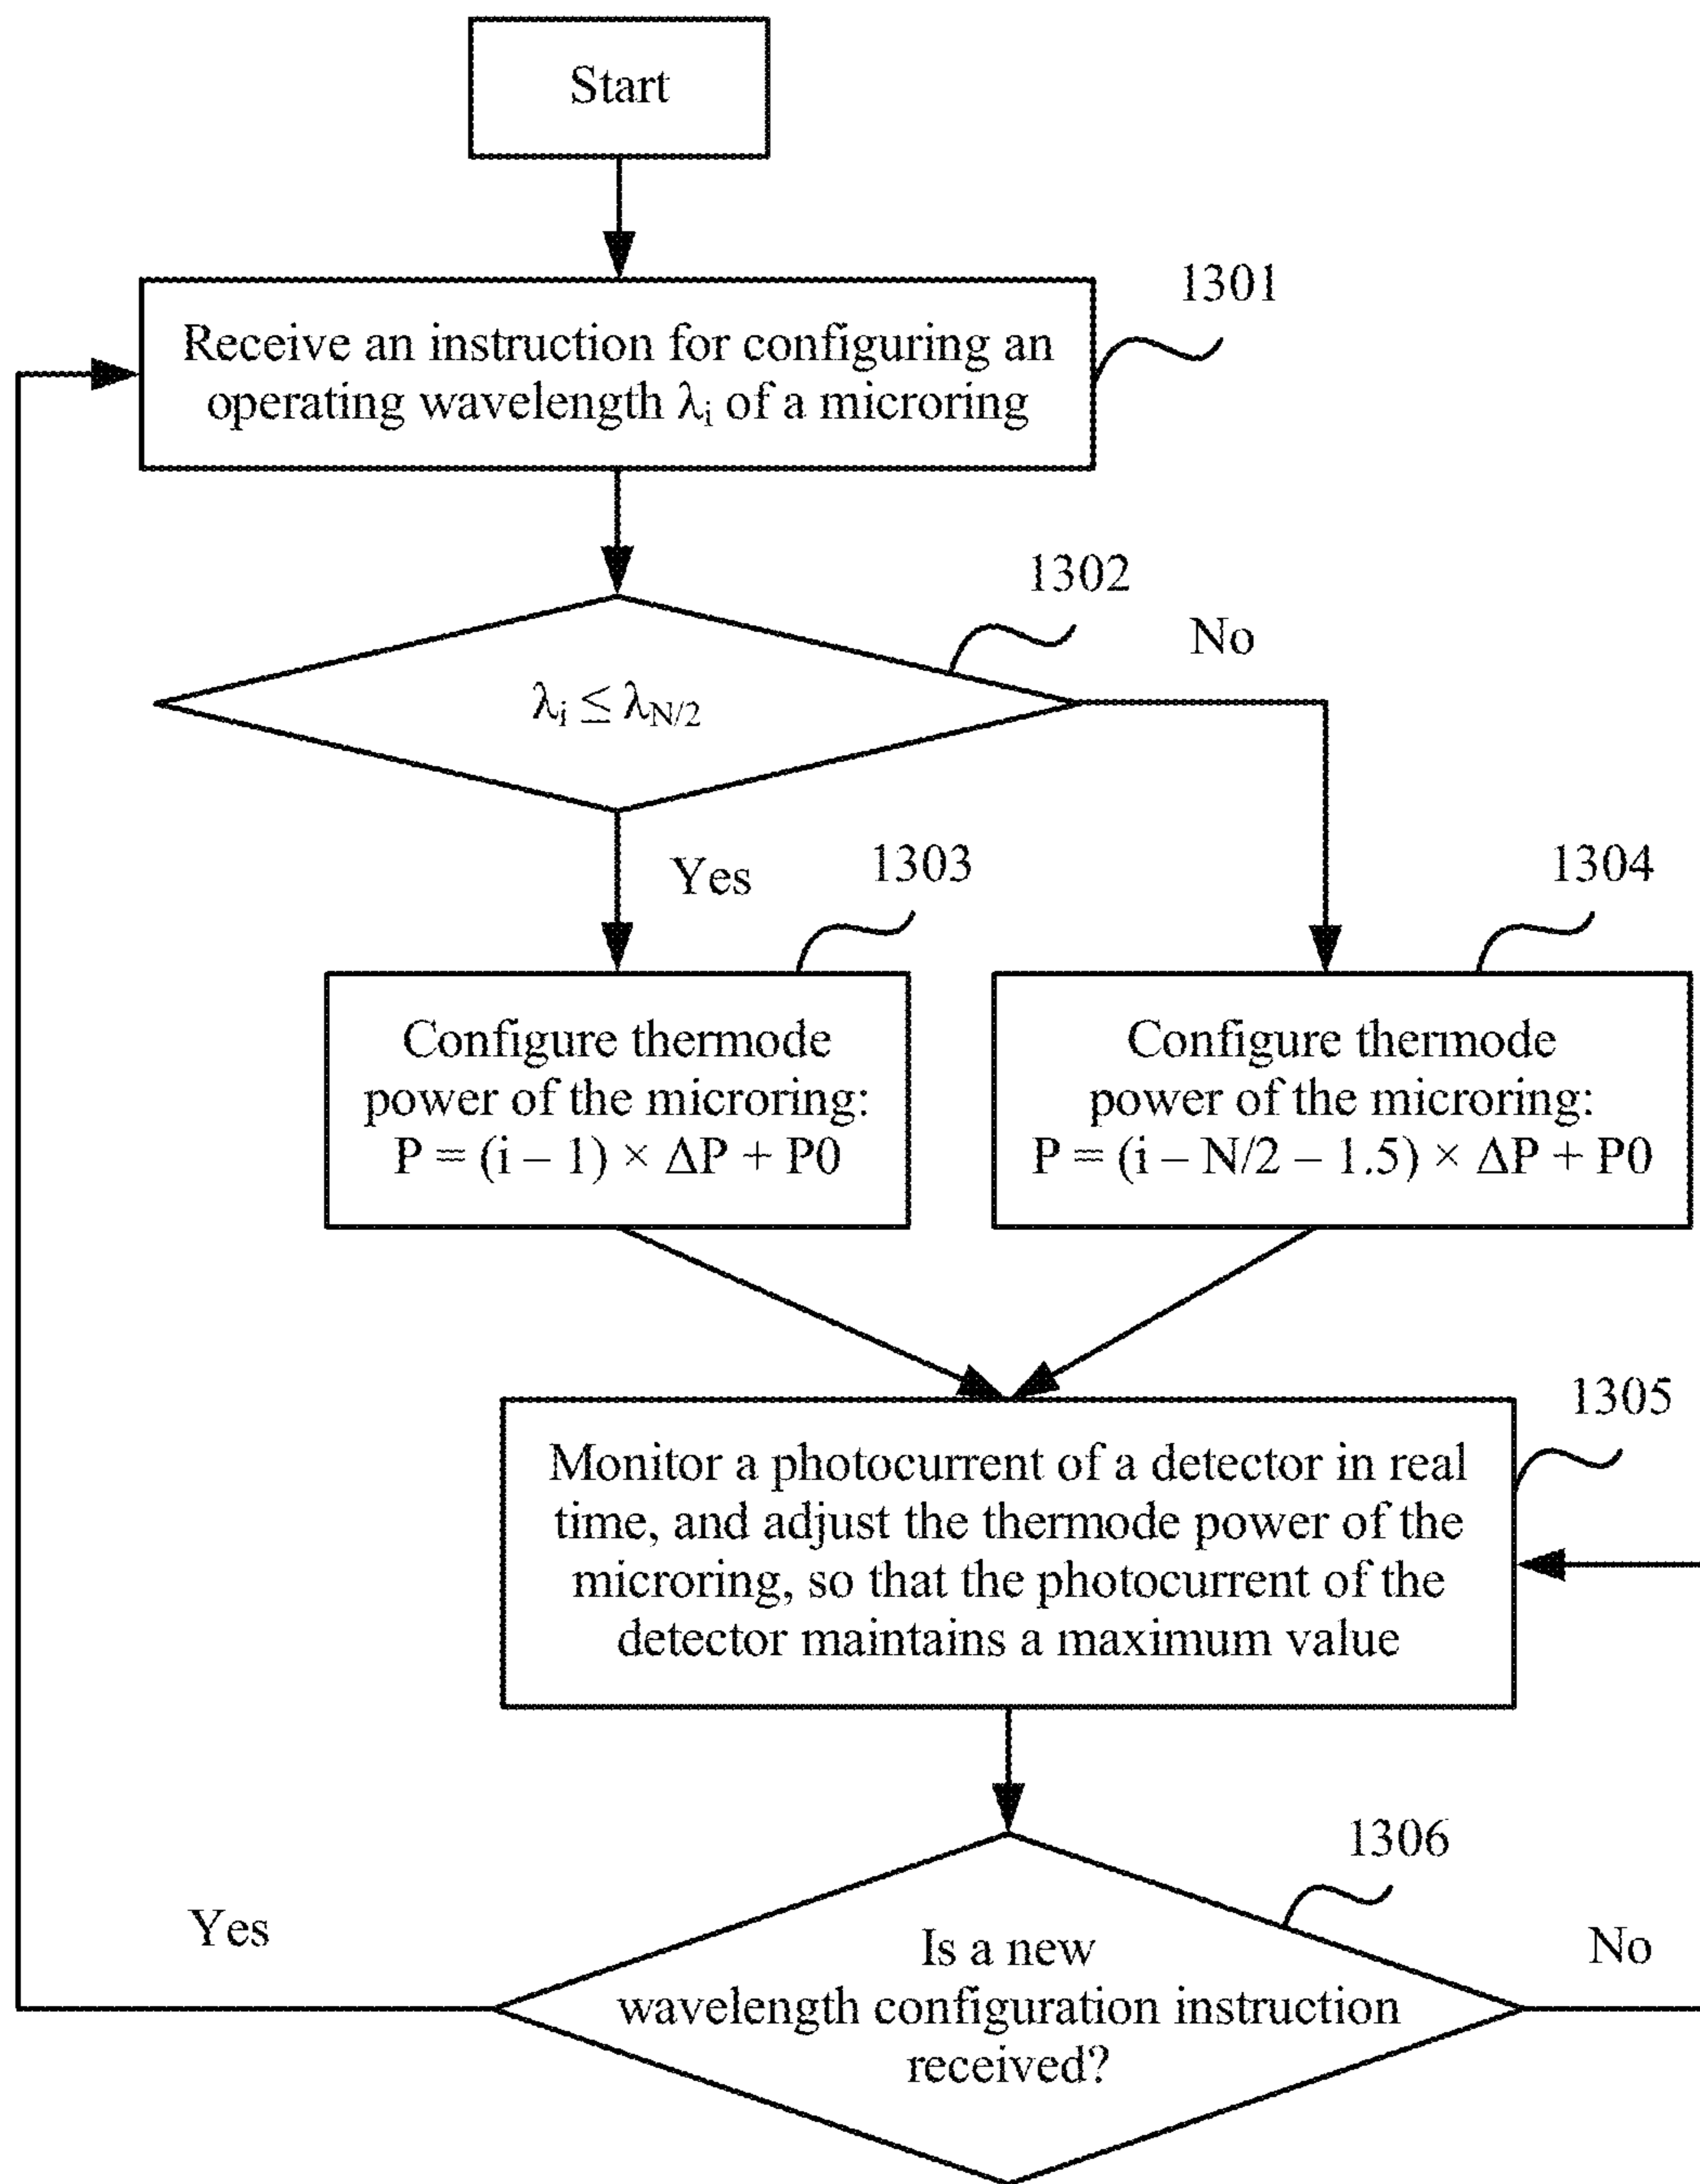 Start
1301
Receive an instruction for configuring an
operating wavelength λi of a microring
1302
No
λi ≤ λN/2
Yes
1303
1304
Configure thermode
power of the microring:
P = (i – 1) × ΔP + P0
Configure thermode
power of the microring:
P = (i – N/2 – 1.5) × ΔP + P0
1305
Monitor a photocurrent of a detector in real
time, and adjust the thermode power of the
microring, so that the photocurrent of the
detector maintains a maximum value
1306
Yes
No
Is a new
wavelength configuration instruction
received?